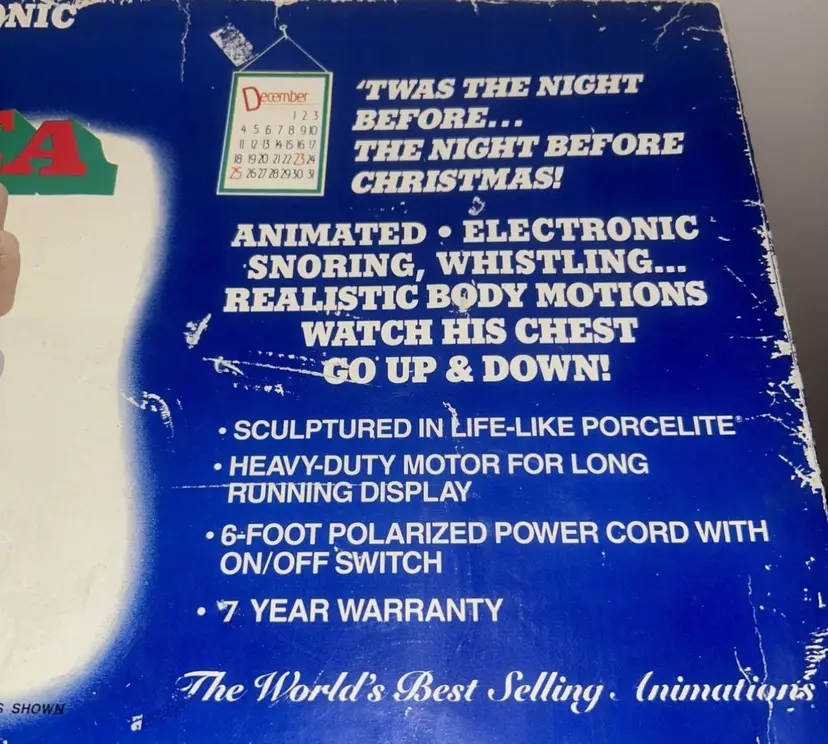 ONIC
TA
December
1 2 3
4 5 6 7 8 9 10
11 12 13 14 15 16 17
18 19 20 21 22 23 24
25 26 27 28 29 30 31
'TWAS THE NIGHT
BEFORE...
THE NIGHT BEFORE
CHRISTMAS!
ANIMATED • ELECTRONIC
SNORING, WHISTLING...
REALISTIC BODY MOTIONS
WATCH HIS CHEST
GO UP & DOWN!
• SCULPTURED IN LIFE-LIKE PORCELITE®
• HEAVY-DUTY MOTOR FOR LONG
RUNNING DISPLAY
• 6-FOOT POLARIZED POWER CORD WITH
ON/OFF SWITCH
• 7 YEAR WARRANTY
The World's Best Selling Animations
S SHOWN